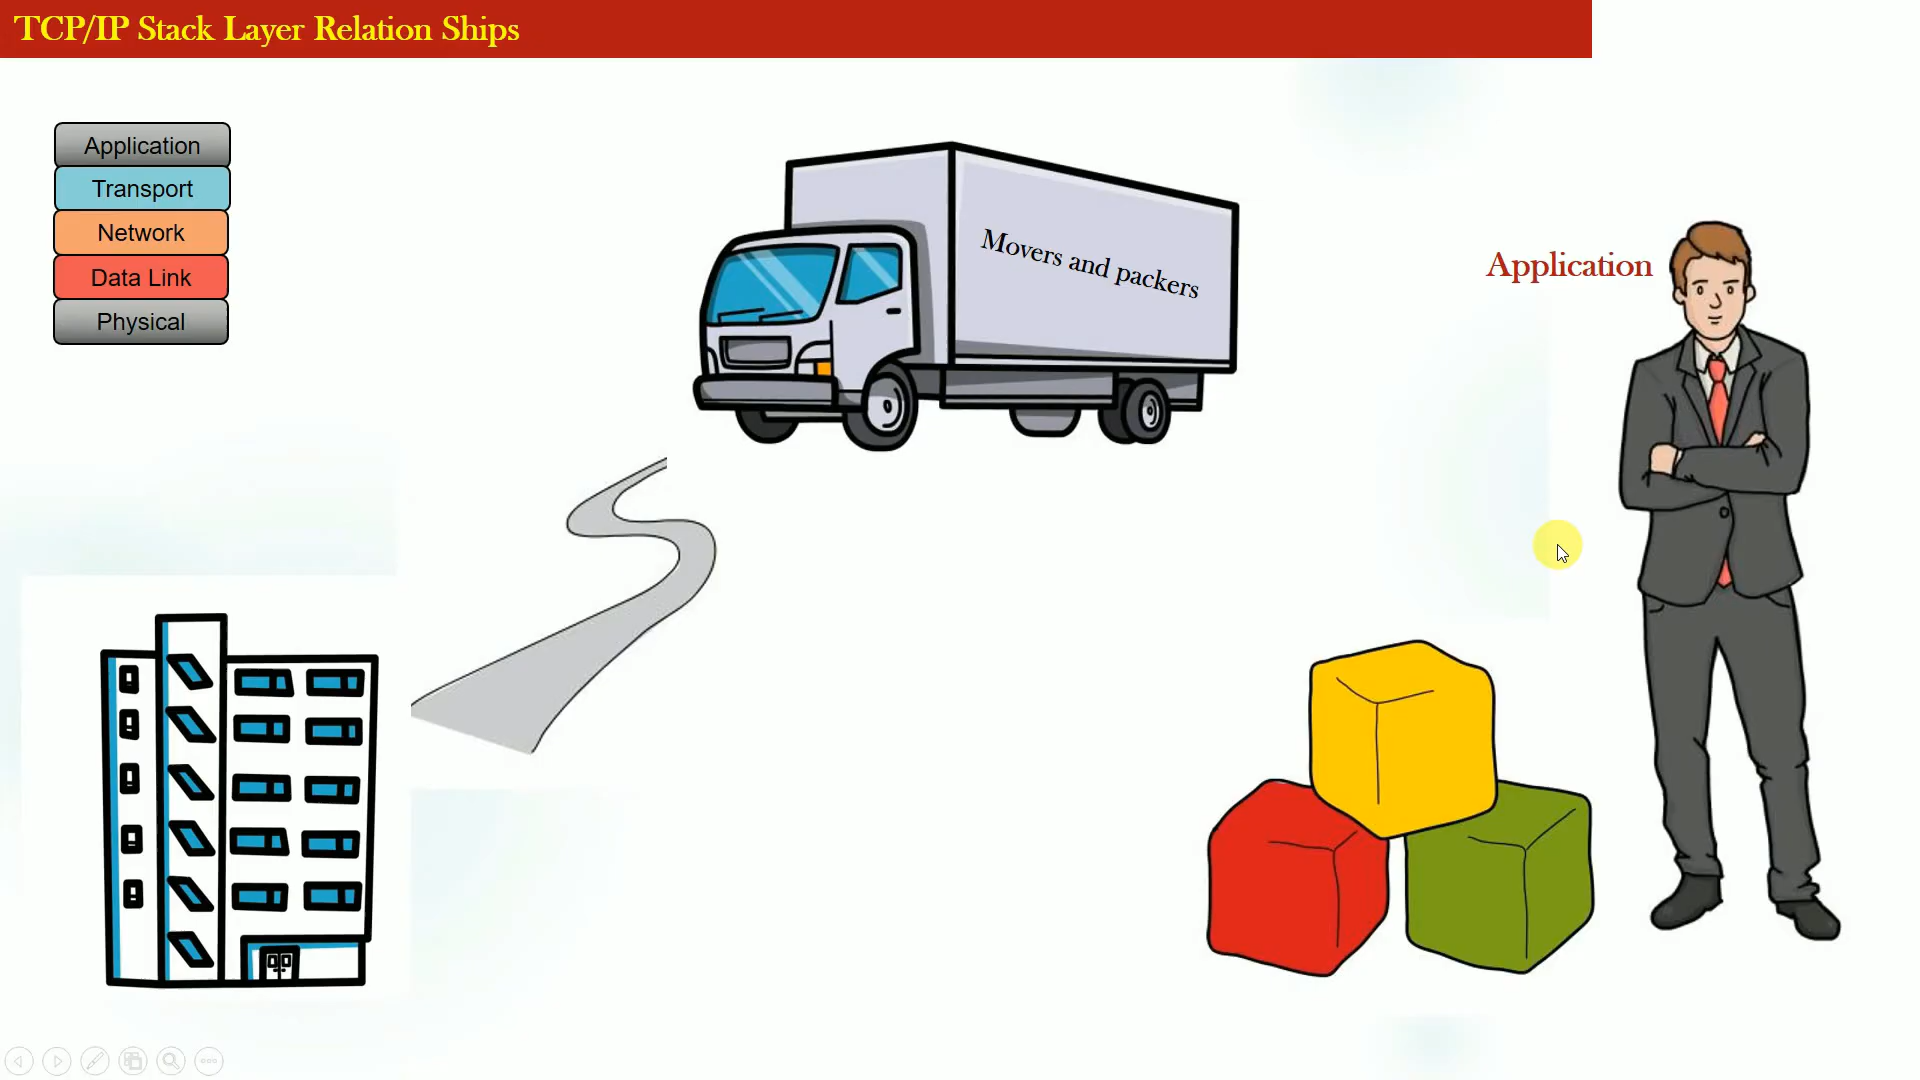 TCP/IP Stack Layer Relation Ships
Application
Transport
Network
Data Link
Physical
Movers and packers
Application